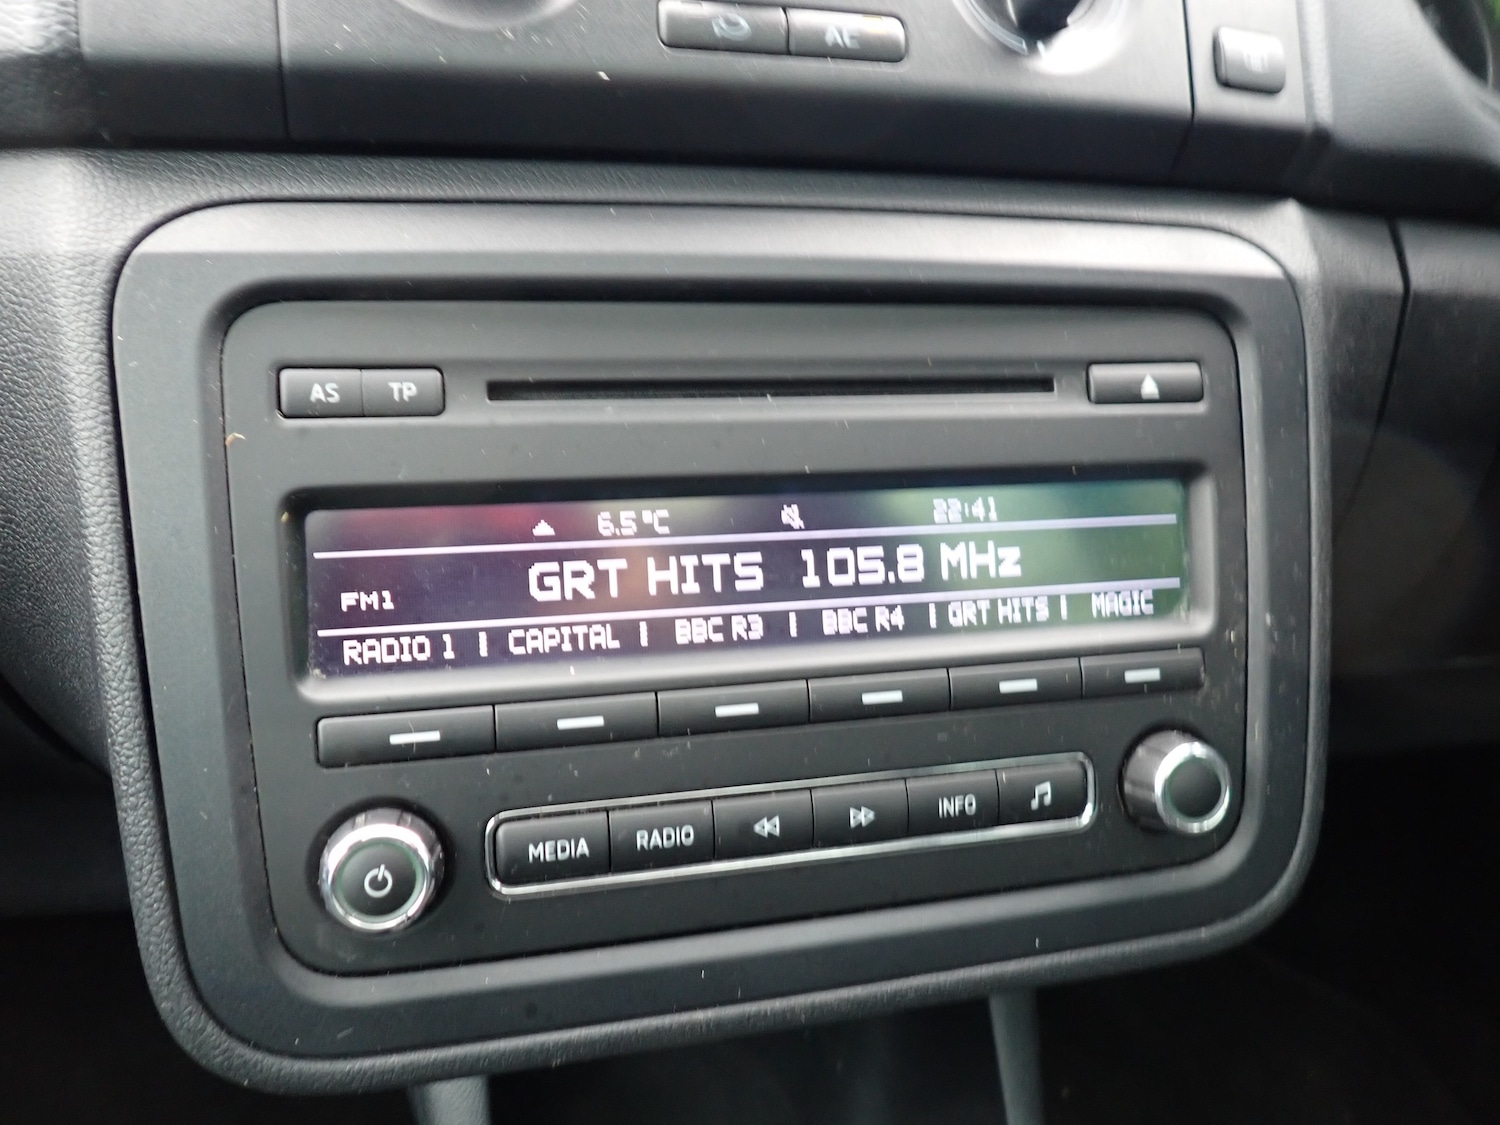 AE
AS TP
6.5°C 22:41
FM1 GRT HITS 105.8 MHz
RADIO 1 | CAPITAL | BBC R3 | BBC R4 | GRT HITS | MAGIC
MEDIA RADIO INFO